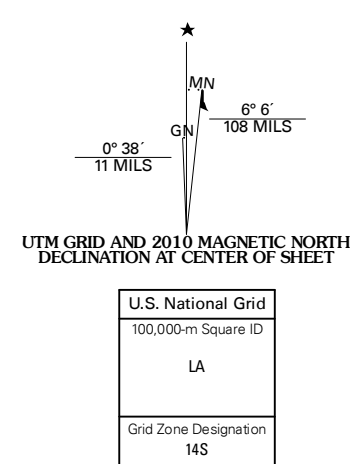 MN
6° 6´
108 MILS
GN
0° 38´
11 MILS
UTM GRID AND 2010 MAGNETIC NORTH
DECLINATION AT CENTER OF SHEET
U.S. National Grid
100,000-m Square ID
LA
Grid Zone Designation
14S